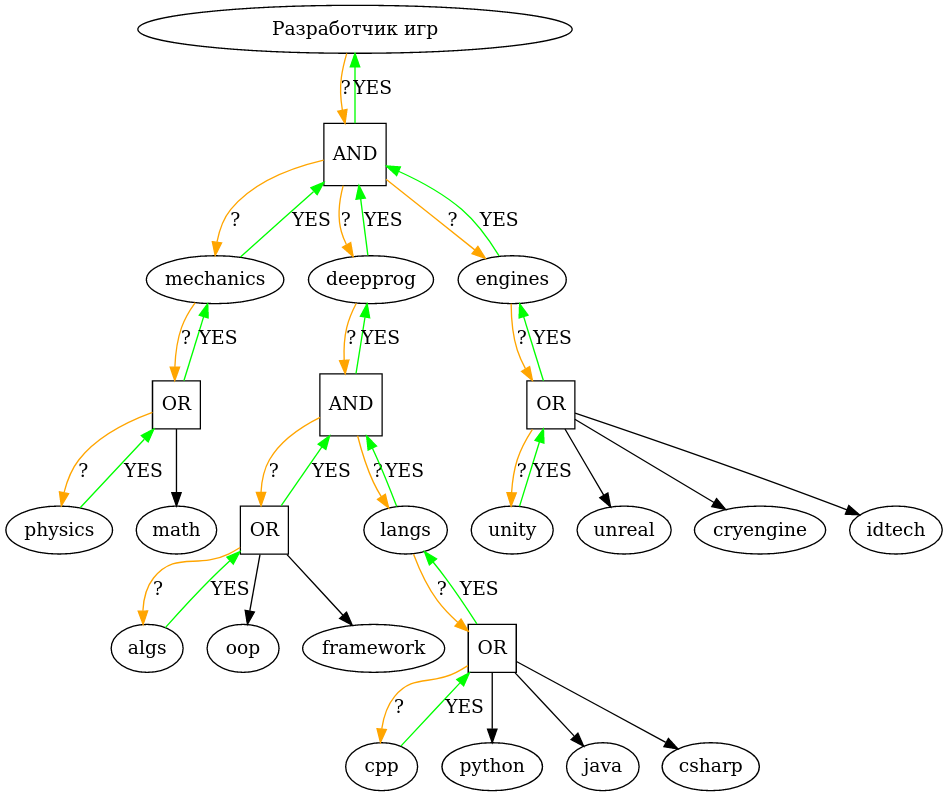 Разработчик игр
? YES
AND
? YES ? YES ? YES
mechanics deepprog engines
? YES ? YES ? YES
OR AND OR
? YES ? YES ? YES ? YES
physics math OR langs unity unreal cryengine idtech
? YES ? YES
algs oop framework OR
? YES
cpp python java csharp